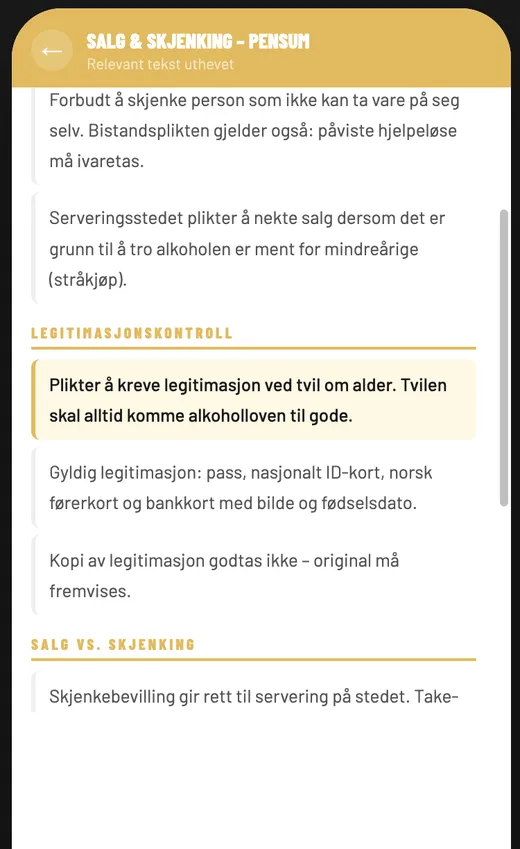 ←
SALG & SKJENKING – PENSUM
Relevant tekst uthevet
Forbudt å skjenke person som ikke kan ta vare på seg
selv. Bistandsplikten gjelder også: påviste hjelpeløse
må ivaretas.
Serveringsstedet plikter å nekte salg dersom det er
grunn til å tro alkoholen er ment for mindreårige
(stråkjøp).
LEGITIMASJONSKONTROLL
Plikter å kreve legitimasjon ved tvil om alder. Tvilen
skal alltid komme alkoholloven til gode.
Gyldig legitimasjon: pass, nasjonalt ID-kort, norsk
førerkort og bankkort med bilde og fødselsdato.
Kopi av legitimasjon godtas ikke – original må
fremvises.
SALG VS. SKJENKING
Skjenkebevilling gir rett til servering på stedet. Take-